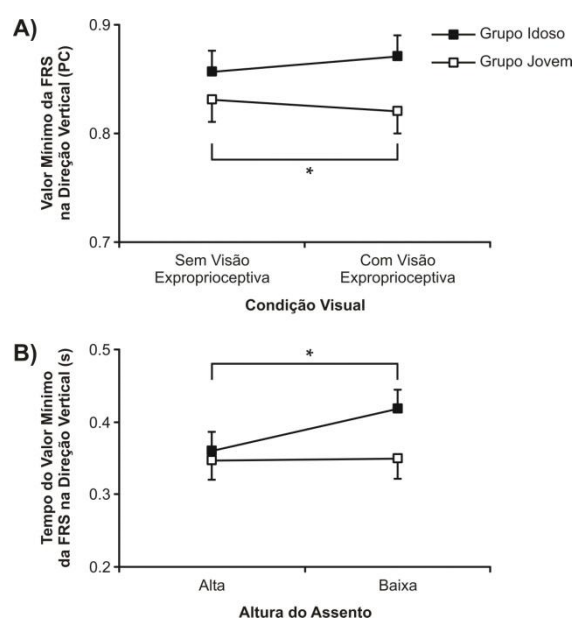 A)
Valor Mínimo da FRS
na Direção Vertical (PC)
0.9
0.8
0.7
Grupo Idoso
Grupo Jovem
*
Sem Visão
Exproprioceptiva
Com Visão
Exproprioceptiva
Condição Visual
B)
Tempo do Valor Mínimo
da FRS na Direção Vertical (s)
0.5
0.4
0.3
0.2
*
Alta
Baixa
Altura do Assento